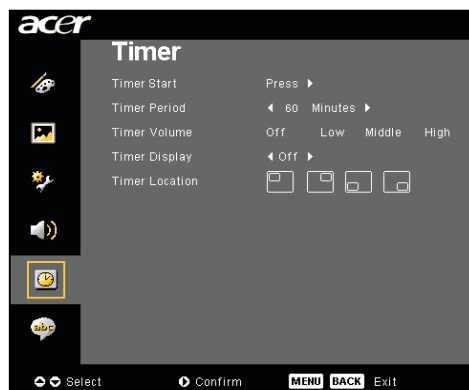 acer
Timer
Timer Start Press
Timer Period 60 Minutes
Timer Volume Off Low Middle High
Timer Display Off
Timer Location
abc
Select Confirm MENU BACK Exit